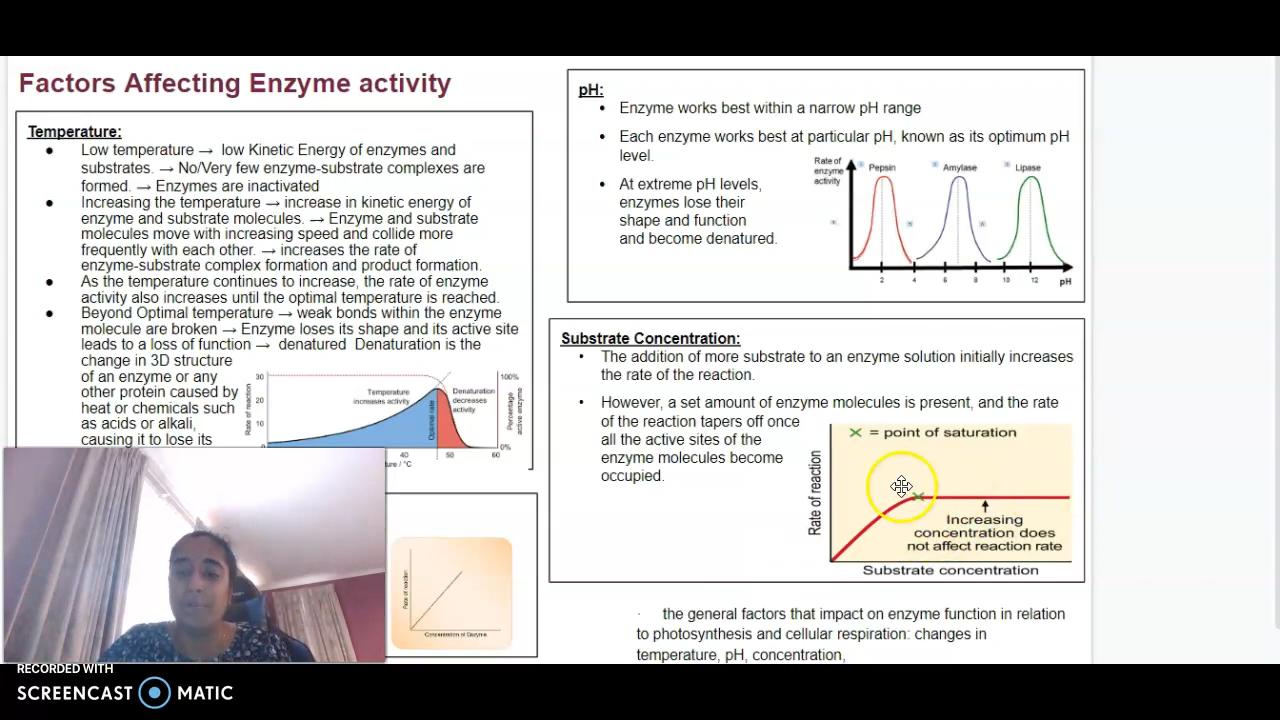 Factors Affecting Enzyme activity
Temperature:
● Low temperature → low Kinetic Energy of enzymes and
substrates. → No/Very few enzyme-substrate complexes are
formed. → Enzymes are inactivated
● Increasing the temperature → increase in kinetic energy of
enzyme and substrate molecules. → Enzyme and substrate
molecules move with increasing speed and collide more
frequently with each other. → increases the rate of
enzyme-substrate complex formation and product formation.
● As the temperature continues to increase, the rate of enzyme
activity also increases until the optimal temperature is reached.
● Beyond Optimal temperature → weak bonds within the enzyme
molecule are broken → Enzyme loses its shape and its active site
leads to a loss of function → denatured Denaturation is the
change in 3D structure
of an enzyme or any
other protein caused by
heat or chemicals such
as acids or alkali,
causing it to lose its
Rate of reaction
30
20
10
0
Temperature
increases activity
Optimal rate
Denaturation
decreases
activity
100%
0%
Percentage
active enzyme
40 50 60
ture / °C
Rate of reaction
Concentration of Enzyme
pH:
• Enzyme works best within a narrow pH range
• Each enzyme works best at particular pH, known as its optimum pH
level.
• At extreme pH levels,
enzymes lose their
shape and function
and become denatured.
Rate of
enzyme
activity
Pepsin Amylase Lipase
2 4 6 8 10 12 pH
Substrate Concentration:
• The addition of more substrate to an enzyme solution initially increases
the rate of the reaction.
• However, a set amount of enzyme molecules is present, and the rate
of the reaction tapers off once
all the active sites of the
enzyme molecules become
occupied.
× = point of saturation
Rate of reaction
Increasing
concentration does
not affect reaction rate
Substrate concentration
· the general factors that impact on enzyme function in relation
to photosynthesis and cellular respiration: changes in
temperature, pH, concentration,
RECORDED WITH
SCREENCAST MATIC